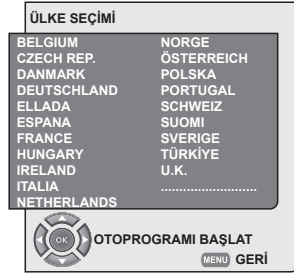 ÜLKE SEÇİMİ
BELGIUM NORGE
CZECH REP. ÖSTERREICH
DANMARK POLSKA
DEUTSCHLAND PORTUGAL
ELLADA SCHWEIZ
ESPANA SUOMI
FRANCE SVERIGE
HUNGARY TÜRKİYE
IRELAND U.K.
ITALIA ..........................
NETHERLANDS
OK OTOPROGRAMI BAŞLAT
MENU GERİ